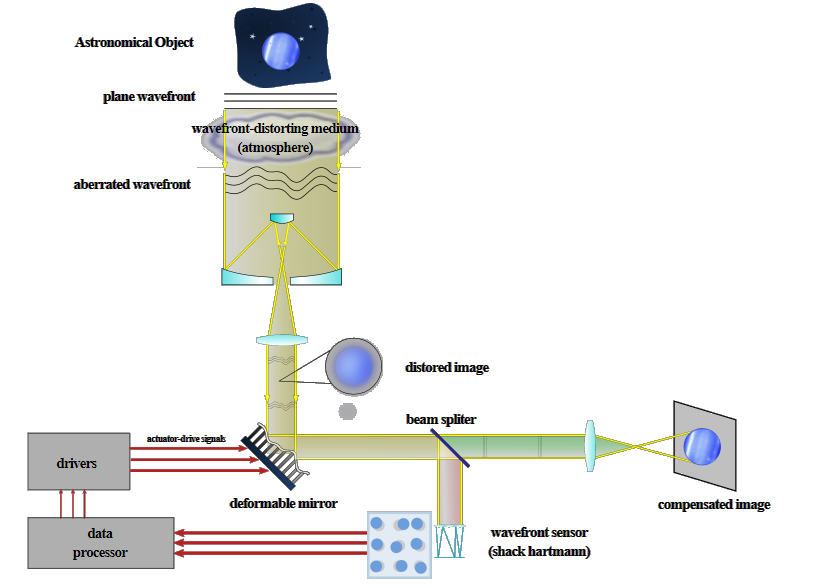 Astronomical Object
plane wavefront
wavefront-distorting medium
(atmosphere)
aberrated wavefront
distored image
beam spliter
actuator-drive signals
drivers
deformable mirror
compensated image
data
processor
wavefront sensor
(shack hartmann)